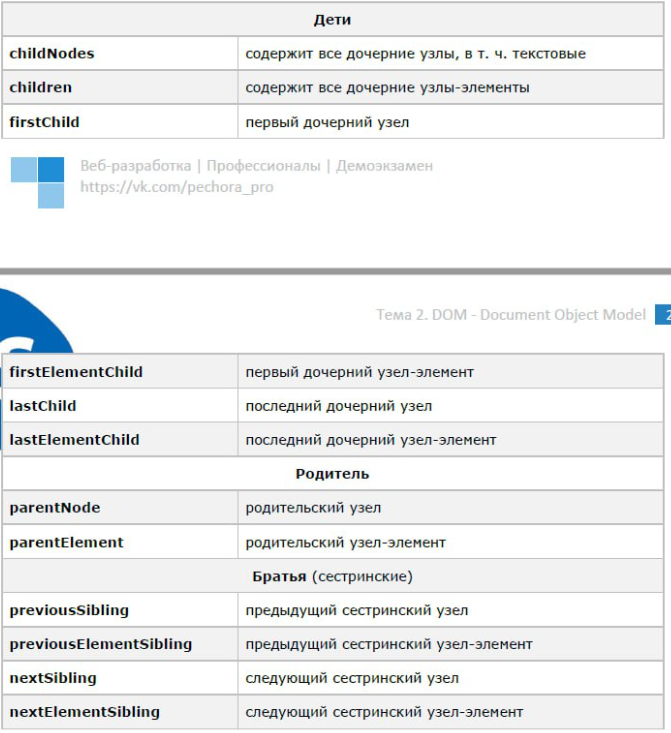 Дети
childNodes содержит все дочерние узлы, в т. ч. текстовые
children содержит все дочерние узлы-элементы
firstChild первый дочерний узел
Веб-разработка | Профессионалы | Демоэкзамен
https://vk.com/pechora_pro
Тема 2. DOM - Document Object Model 2
firstElementChild первый дочерний узел-элемент
lastChild последний дочерний узел
lastElementChild последний дочерний узел-элемент
Родитель
parentNode родительский узел
parentElement родительский узел-элемент
Братья (сестринские)
previousSibling предыдущий сестринский узел
previousElementSibling предыдущий сестринский узел-элемент
nextSibling следующий сестринский узел
nextElementSibling следующий сестринский узел-элемент